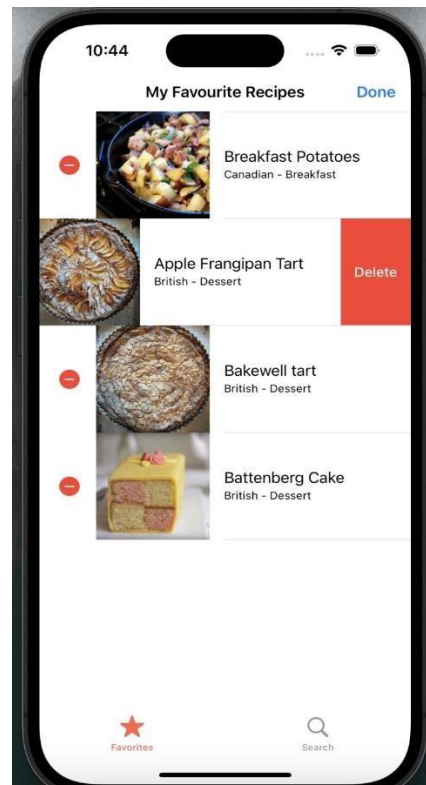 10:44
My Favourite Recipes
Done
Breakfast Potatoes
Canadian - Breakfast
Apple Frangipan Tart
British - Dessert
Delete
Bakewell tart
British - Dessert
Battenberg Cake
British - Dessert
Favorites
Search